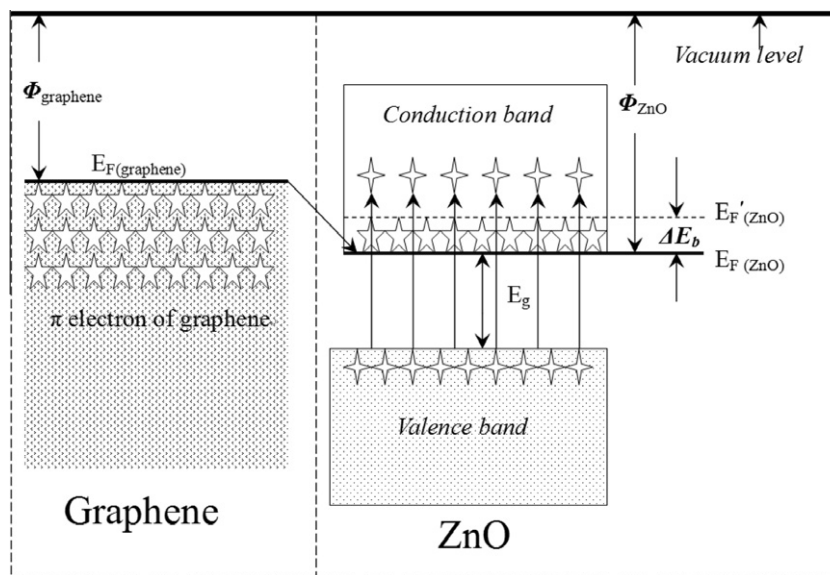 Vacuum level
Φgraphene
ΦZnO
Conduction band
EF(graphene)
EF'(ZnO)
ΔEb
EF (ZnO)
Eg
π electron of graphene
Valence band
Graphene
ZnO